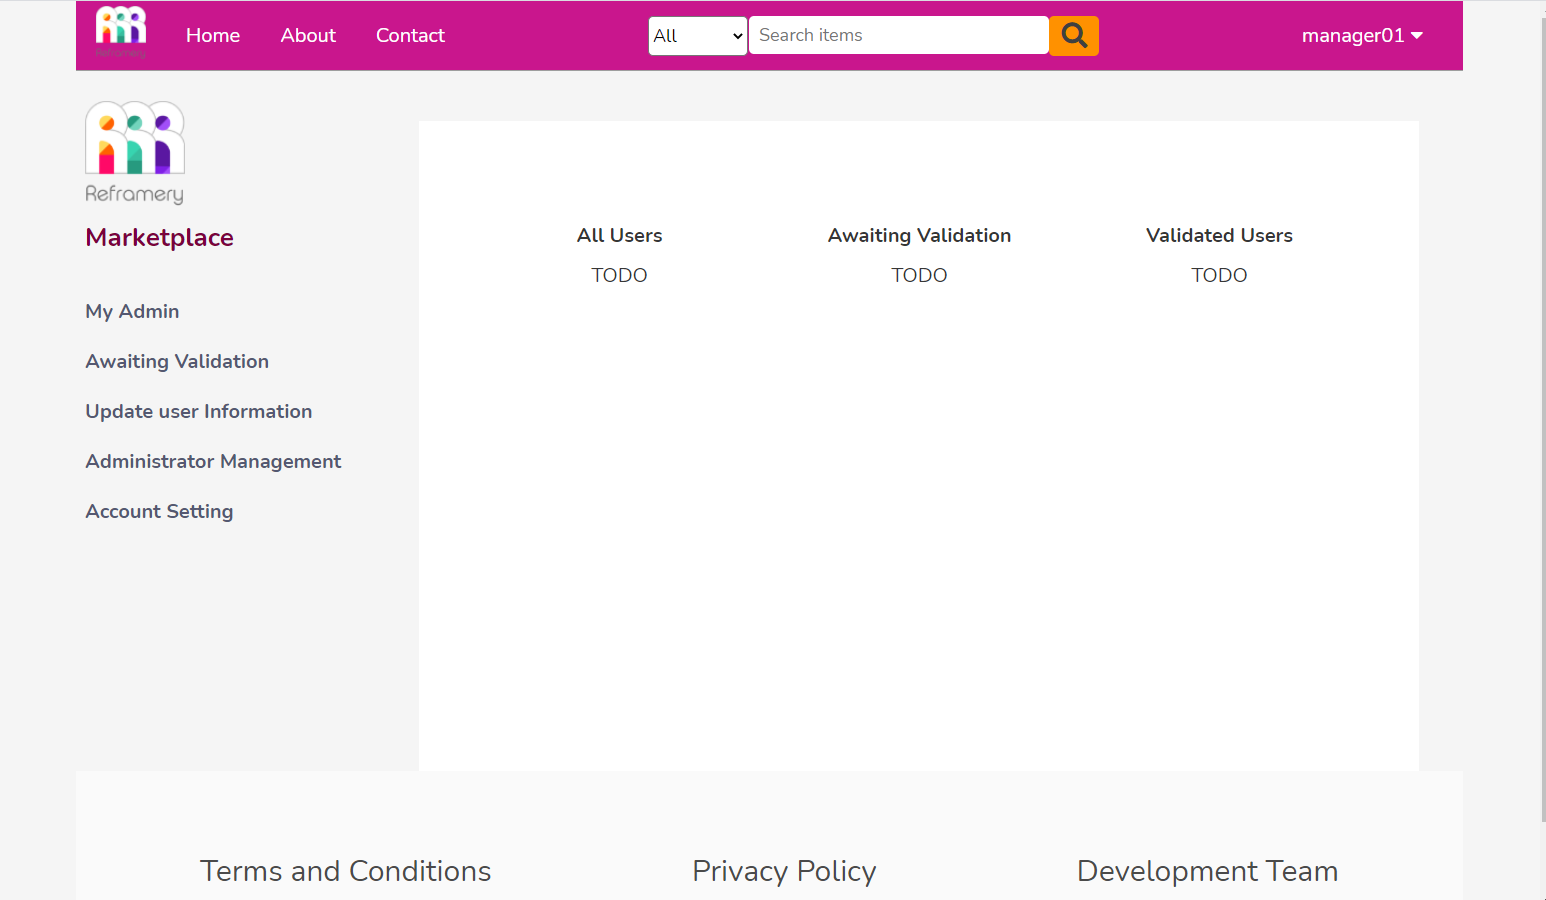 Reframery
Home About Contact All Search items manager01
Reframery
Marketplace
My Admin
Awaiting Validation
Update user Information
Administrator Management
Account Setting
All Users Awaiting Validation Validated Users
TODO TODO TODO
Terms and Conditions Privacy Policy Development Team